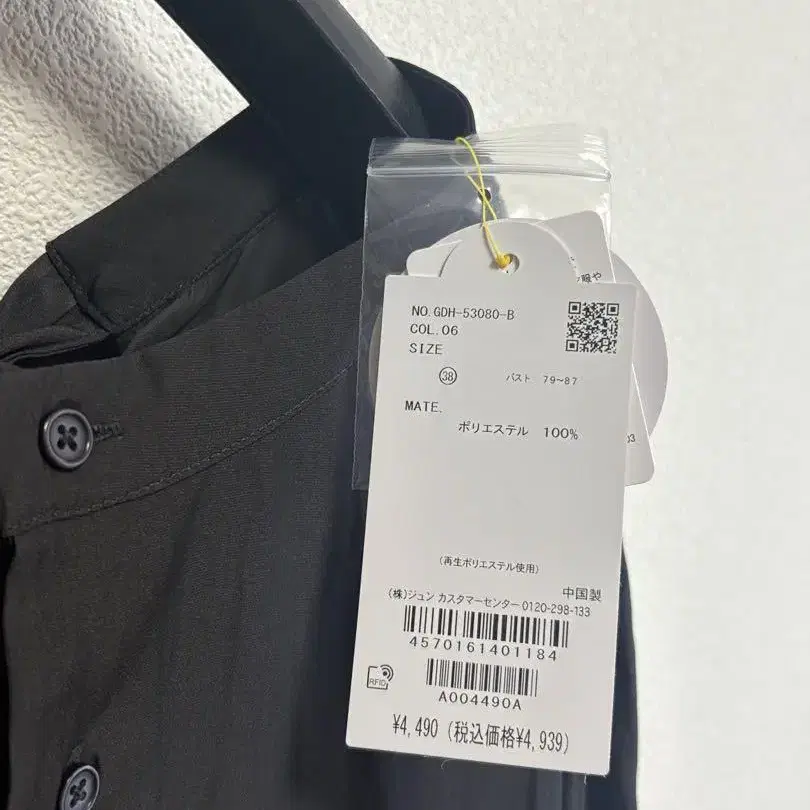 服や
NO.GDH-53080-B
COL.06
SIZE
㊳ バスト 79~87
MATE.
ポリエステル 100%
03
(再生ポリエステル使用)
中国製
(株)ジュン カスタマーセンター 0120-298-133
4570161401184
RFID
A004490A
¥4,490 (税込価格¥4,939)